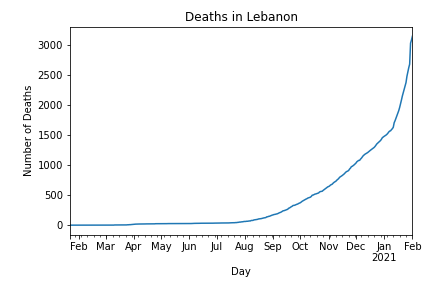 Deaths in Lebanon
Number of Deaths
3000
2500
2000
1500
1000
500
0
Feb Mar Apr May Jun Jul Aug Sep Oct Nov Dec Jan Feb
2021
Day